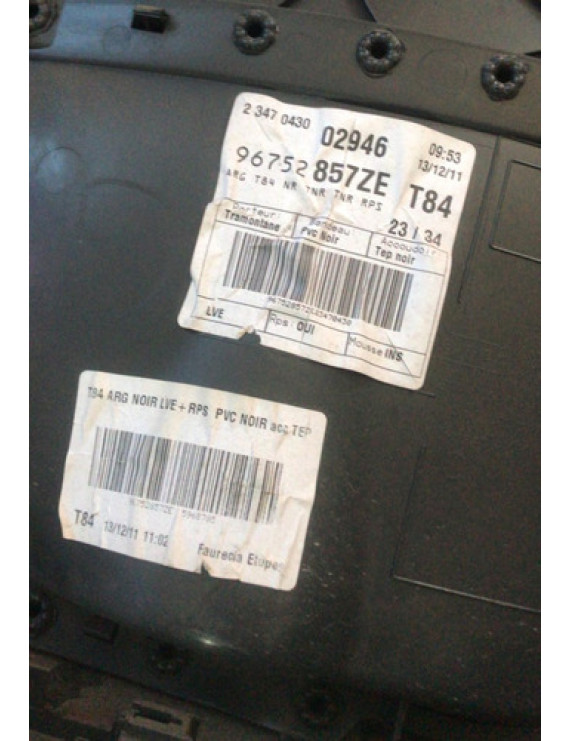 2 347 0430 02946 09:53
13/12/11
96752 857ZE T84
ARG T84 NR TNR TNR RPS
23 / 34
Porteur: Bandeau: Accoudoir:
Tramontane PVC Noir Tep noir
LVE Rps: OUI Mousse INS
T84 ARG NOIR LVE + RPS PVC NOIR acc TEP
T84 13/12/11 11:02
Faurecia Etupes